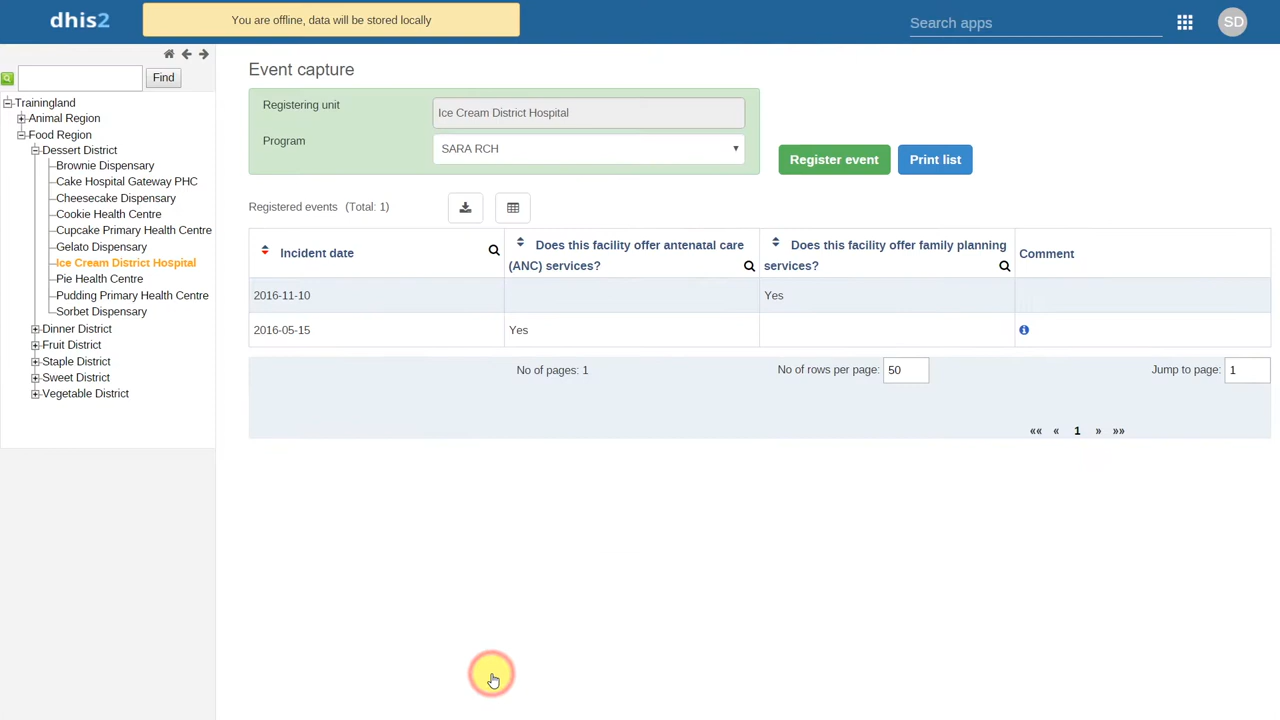 dhis2
You are offline, data will be stored locally
Search apps
SD
Find
Trainingland
Animal Region
Food Region
Dessert District
Brownie Dispensary
Cake Hospital Gateway PHC
Cheesecake Dispensary
Cookie Health Centre
Cupcake Primary Health Centre
Gelato Dispensary
Ice Cream District Hospital
Pie Health Centre
Pudding Primary Health Centre
Sorbet Dispensary
Dinner District
Fruit District
Staple District
Sweet District
Vegetable District
Event capture
Registering unit
Ice Cream District Hospital
Program
SARA RCH
Register event
Print list
Registered events (Total: 1)
Incident date
Does this facility offer antenatal care
(ANC) services?
Does this facility offer family planning
services?
Comment
2016-11-10
Yes
2016-05-15
Yes
No of pages: 1
No of rows per page: 50
Jump to page: 1
«« « 1 » »»